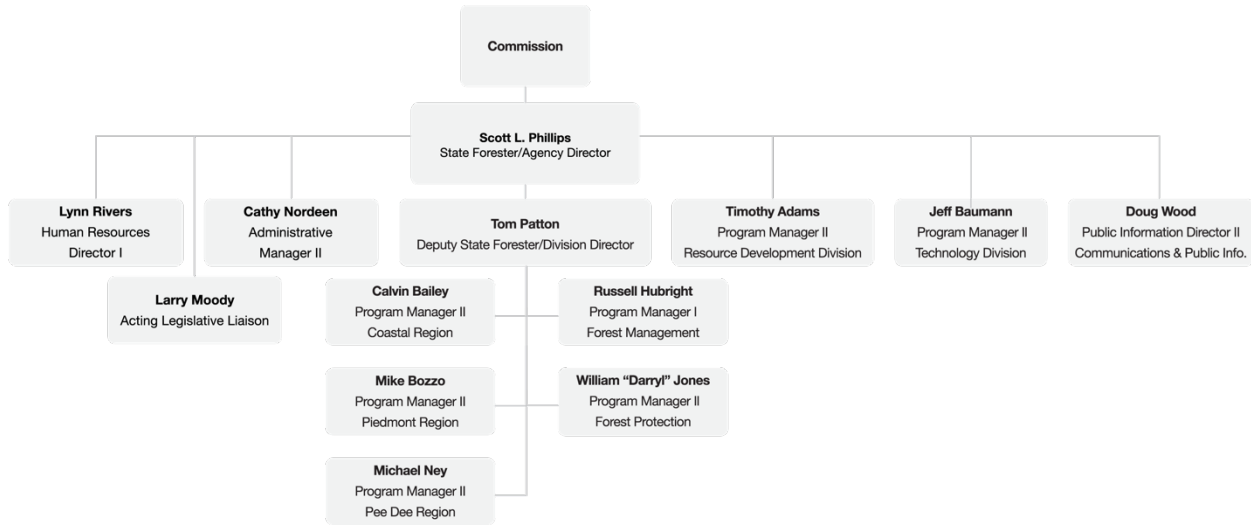 Commission
Scott L. Phillips
State Forester/Agency Director
Lynn Rivers
Human Resources
Director I
Cathy Nordeen
Administrative
Manager II
Tom Patton
Deputy State Forester/Division Director
Timothy Adams
Program Manager II
Resource Development Division
Jeff Baumann
Program Manager II
Technology Division
Doug Wood
Public Information Director II
Communications & Public Info.
Larry Moody
Acting Legislative Liaison
Calvin Bailey
Program Manager II
Coastal Region
Russell Hubright
Program Manager I
Forest Management
Mike Bozzo
Program Manager II
Piedmont Region
William “Darryl” Jones
Program Manager II
Forest Protection
Michael Ney
Program Manager II
Pee Dee Region